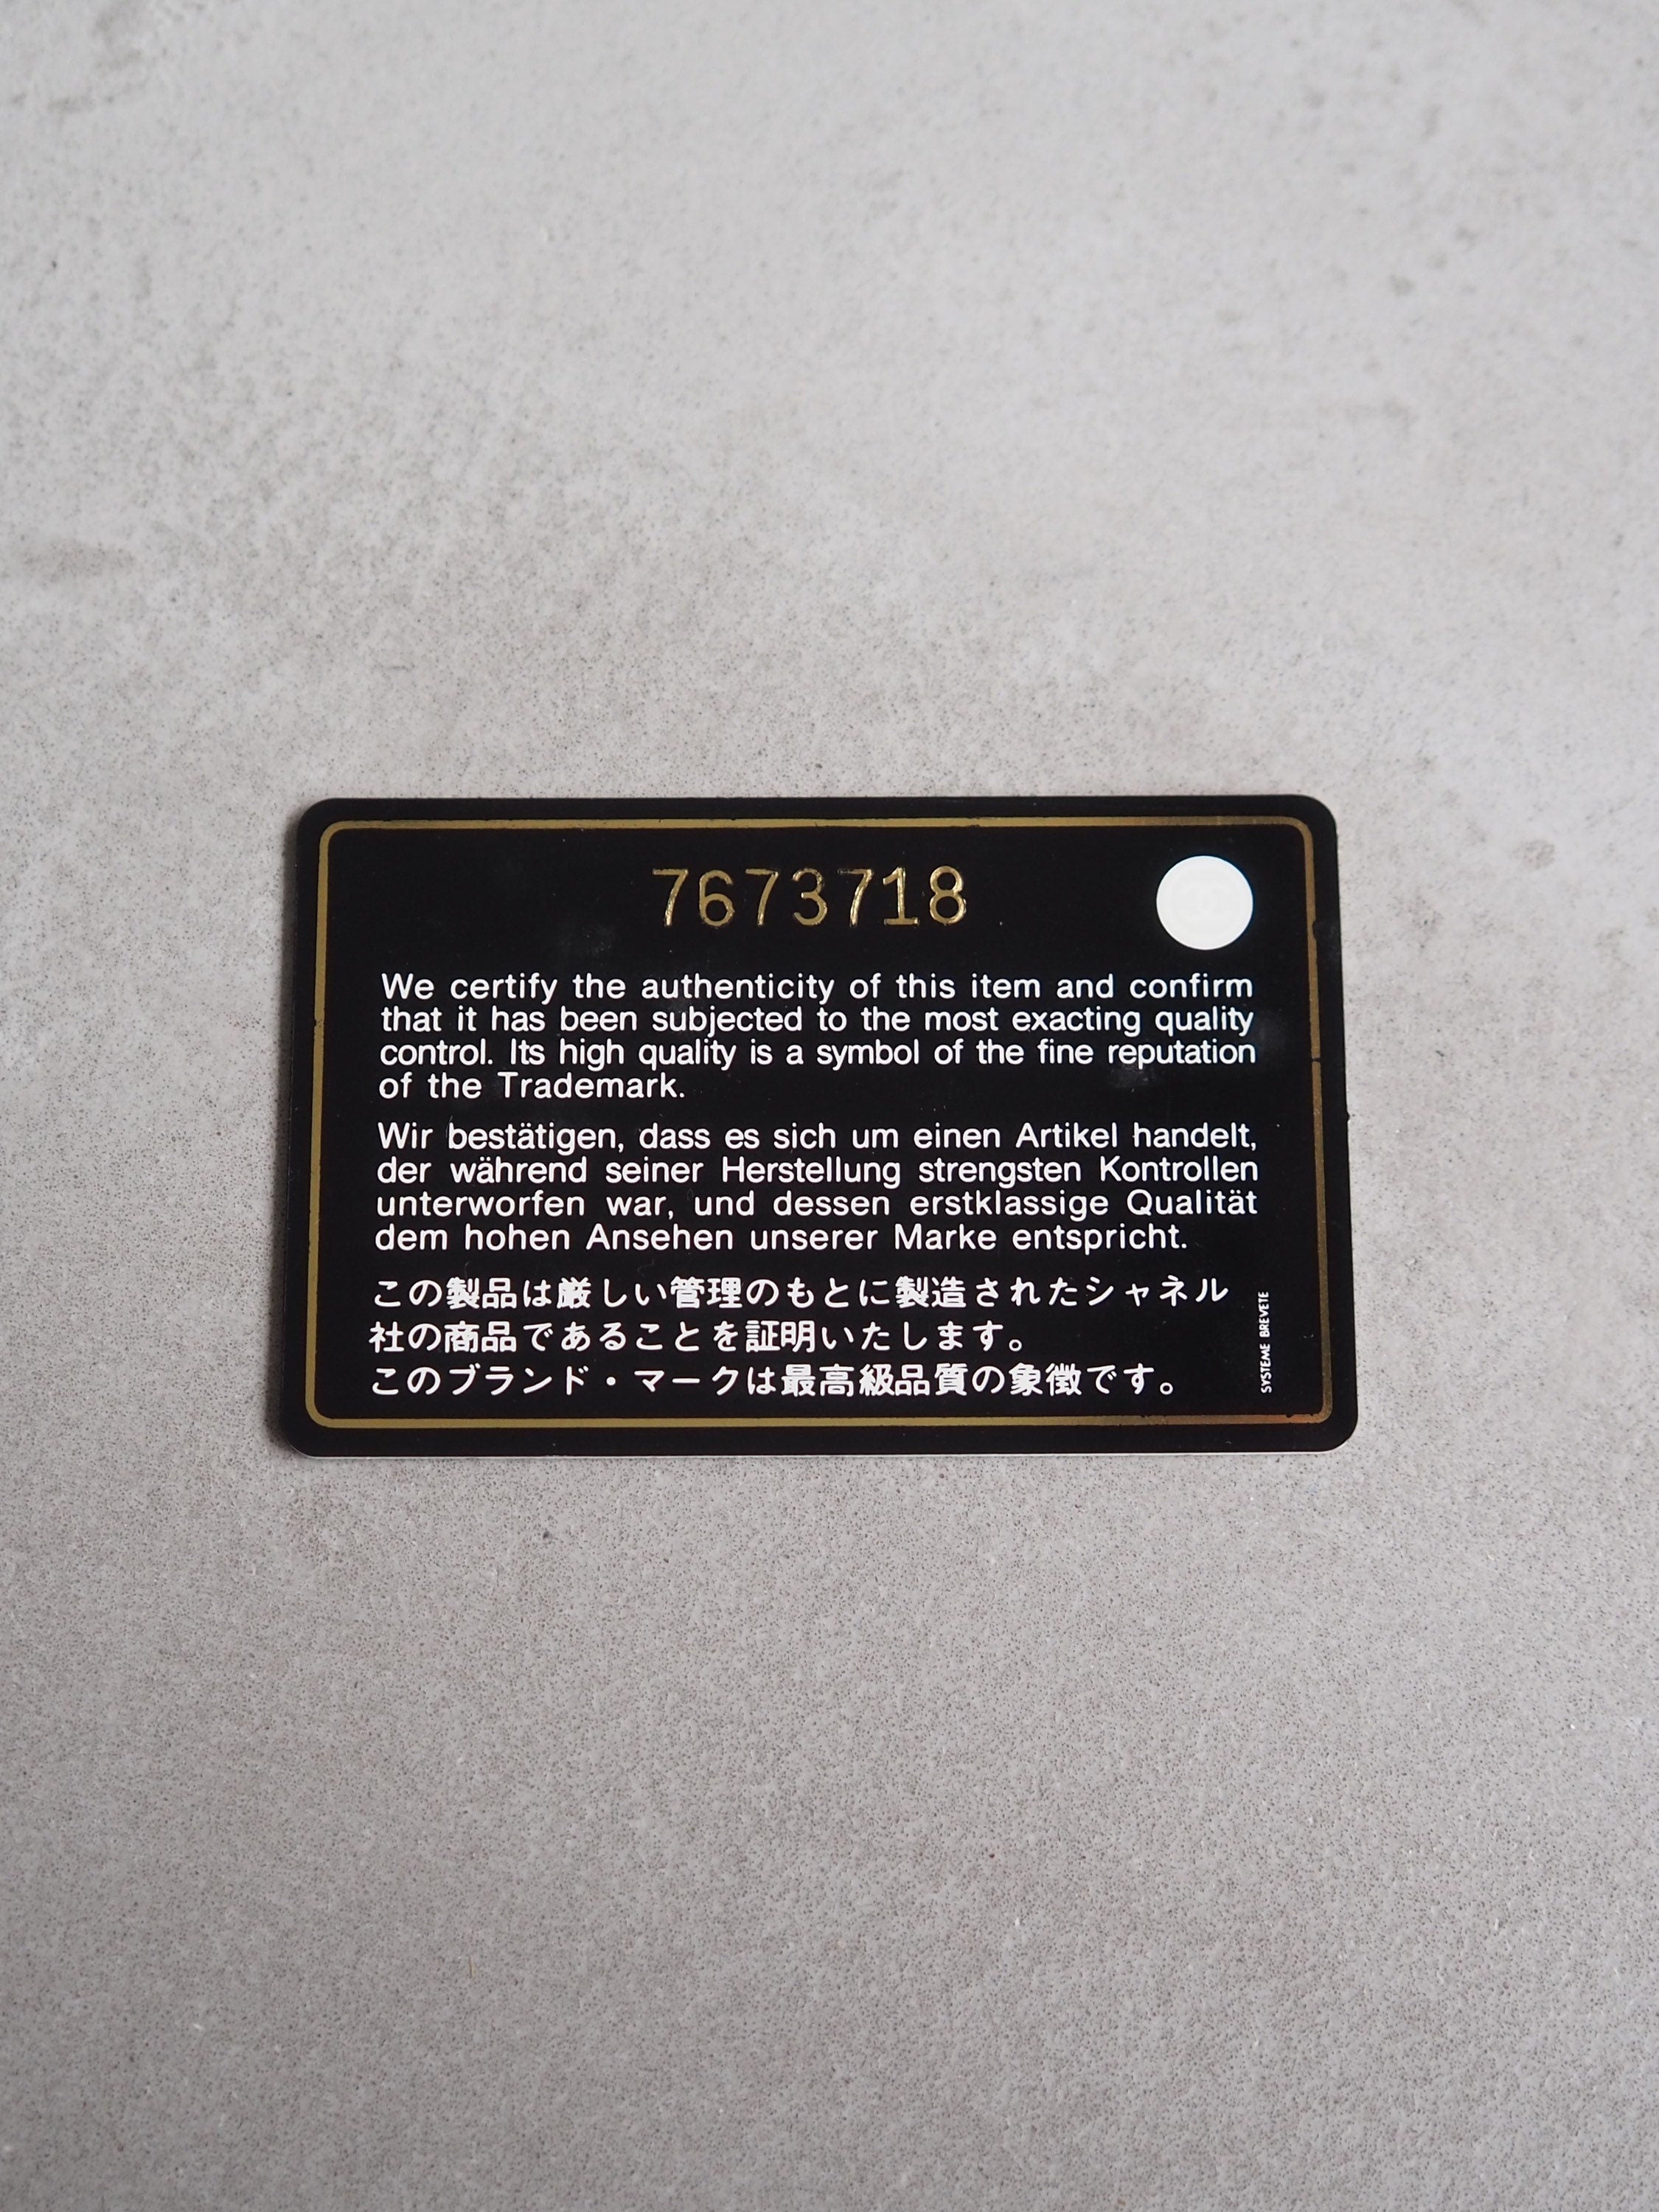 7673718
We certify the authenticity of this item and confirm
that it has been subjected to the most exacting quality
control. Its high quality is a symbol of the fine reputation
of the Trademark.
Wir bestätigen, dass es sich um einen Artikel handelt,
der während seiner Herstellung strengsten Kontrollen
unterworfen war, und dessen erstklassige Qualität
dem hohen Ansehen unserer Marke entspricht.
この製品は厳しい管理のもとに製造されたシャネル
社の商品であることを証明いたします。
このブランド・マークは最高級品質の象徴です。
SYSTEME BREVETE